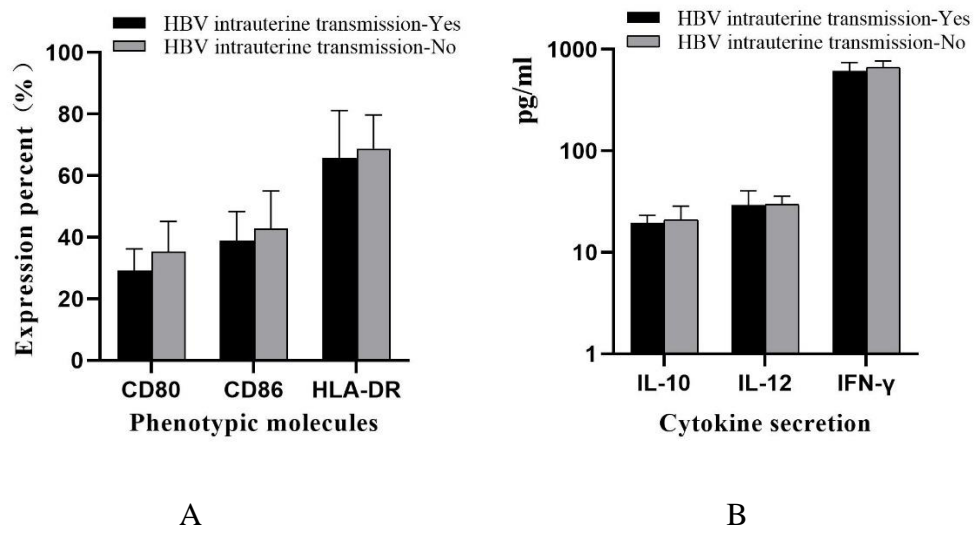 HBV intrauterine transmission-Yes
HBV intrauterine transmission-No
Expression percent（%）
100
80
60
40
20
0
CD80 CD86 HLA-DR
Phenotypic molecules
A
HBV intrauterine transmission-Yes
HBV intrauterine transmission-No
pg/ml
1000
100
10
1
IL-10 IL-12 IFN-γ
Cytokine secretion
B